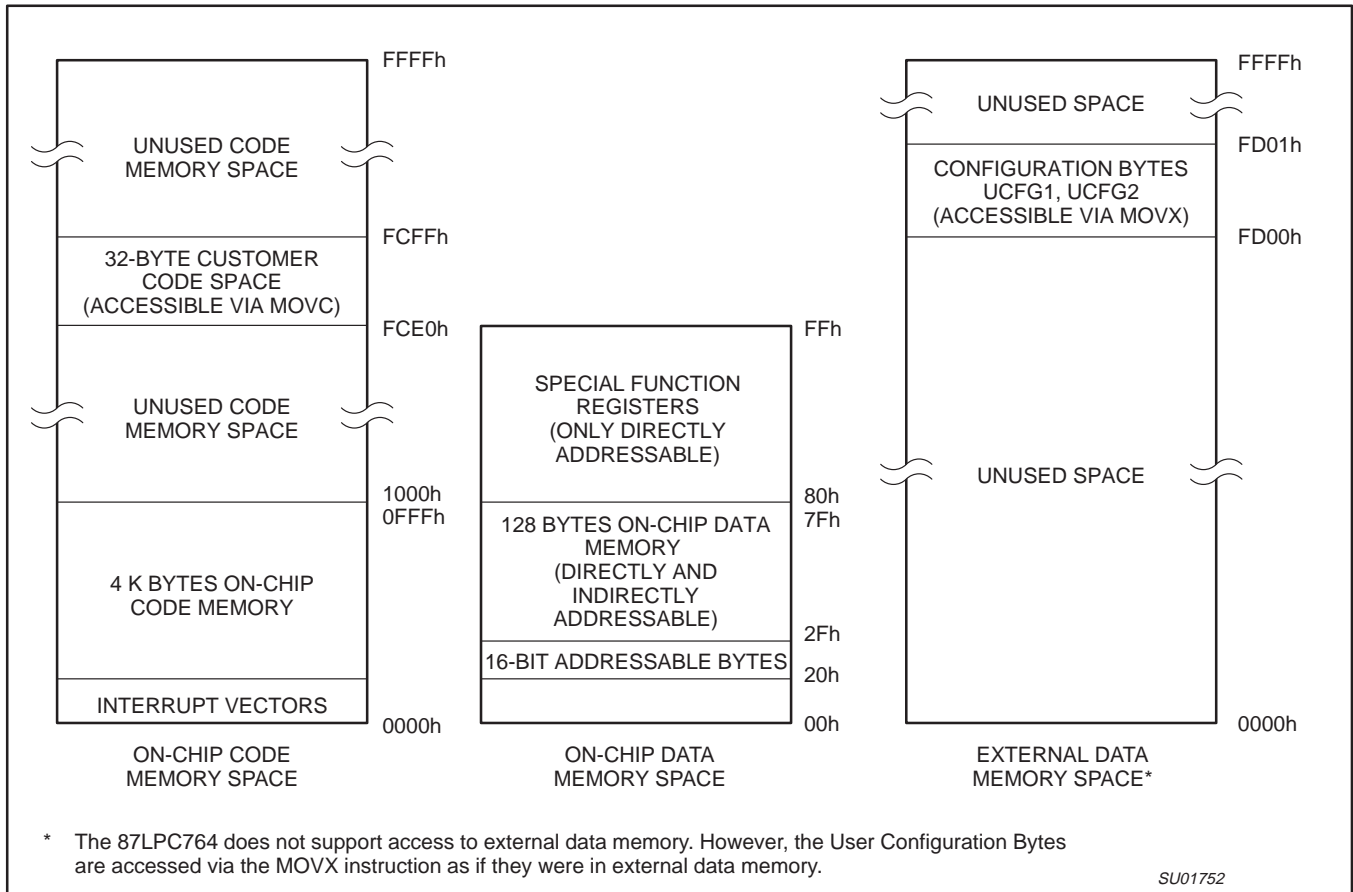 FFFFh
UNUSED CODE
MEMORY SPACE
FCFFh
32-BYTE CUSTOMER
CODE SPACE
(ACCESSIBLE VIA MOVC)
FCE0h
UNUSED CODE
MEMORY SPACE
1000h
0FFFh
4 K BYTES ON-CHIP
CODE MEMORY
INTERRUPT VECTORS
0000h
ON-CHIP CODE
MEMORY SPACE
FFh
SPECIAL FUNCTION
REGISTERS
(ONLY DIRECTLY
ADDRESSABLE)
80h
7Fh
128 BYTES ON-CHIP DATA
MEMORY
(DIRECTLY AND
INDIRECTLY
ADDRESSABLE)
2Fh
16-BIT ADDRESSABLE BYTES
20h
00h
ON-CHIP DATA
MEMORY SPACE
FFFFh
UNUSED SPACE
FD01h
CONFIGURATION BYTES
UCFG1, UCFG2
(ACCESSIBLE VIA MOVX)
FD00h
UNUSED SPACE
0000h
EXTERNAL DATA
MEMORY SPACE*
* The 87LPC764 does not support access to external data memory. However, the User Configuration Bytes
are accessed via the MOVX instruction as if they were in external data memory.
SU01752